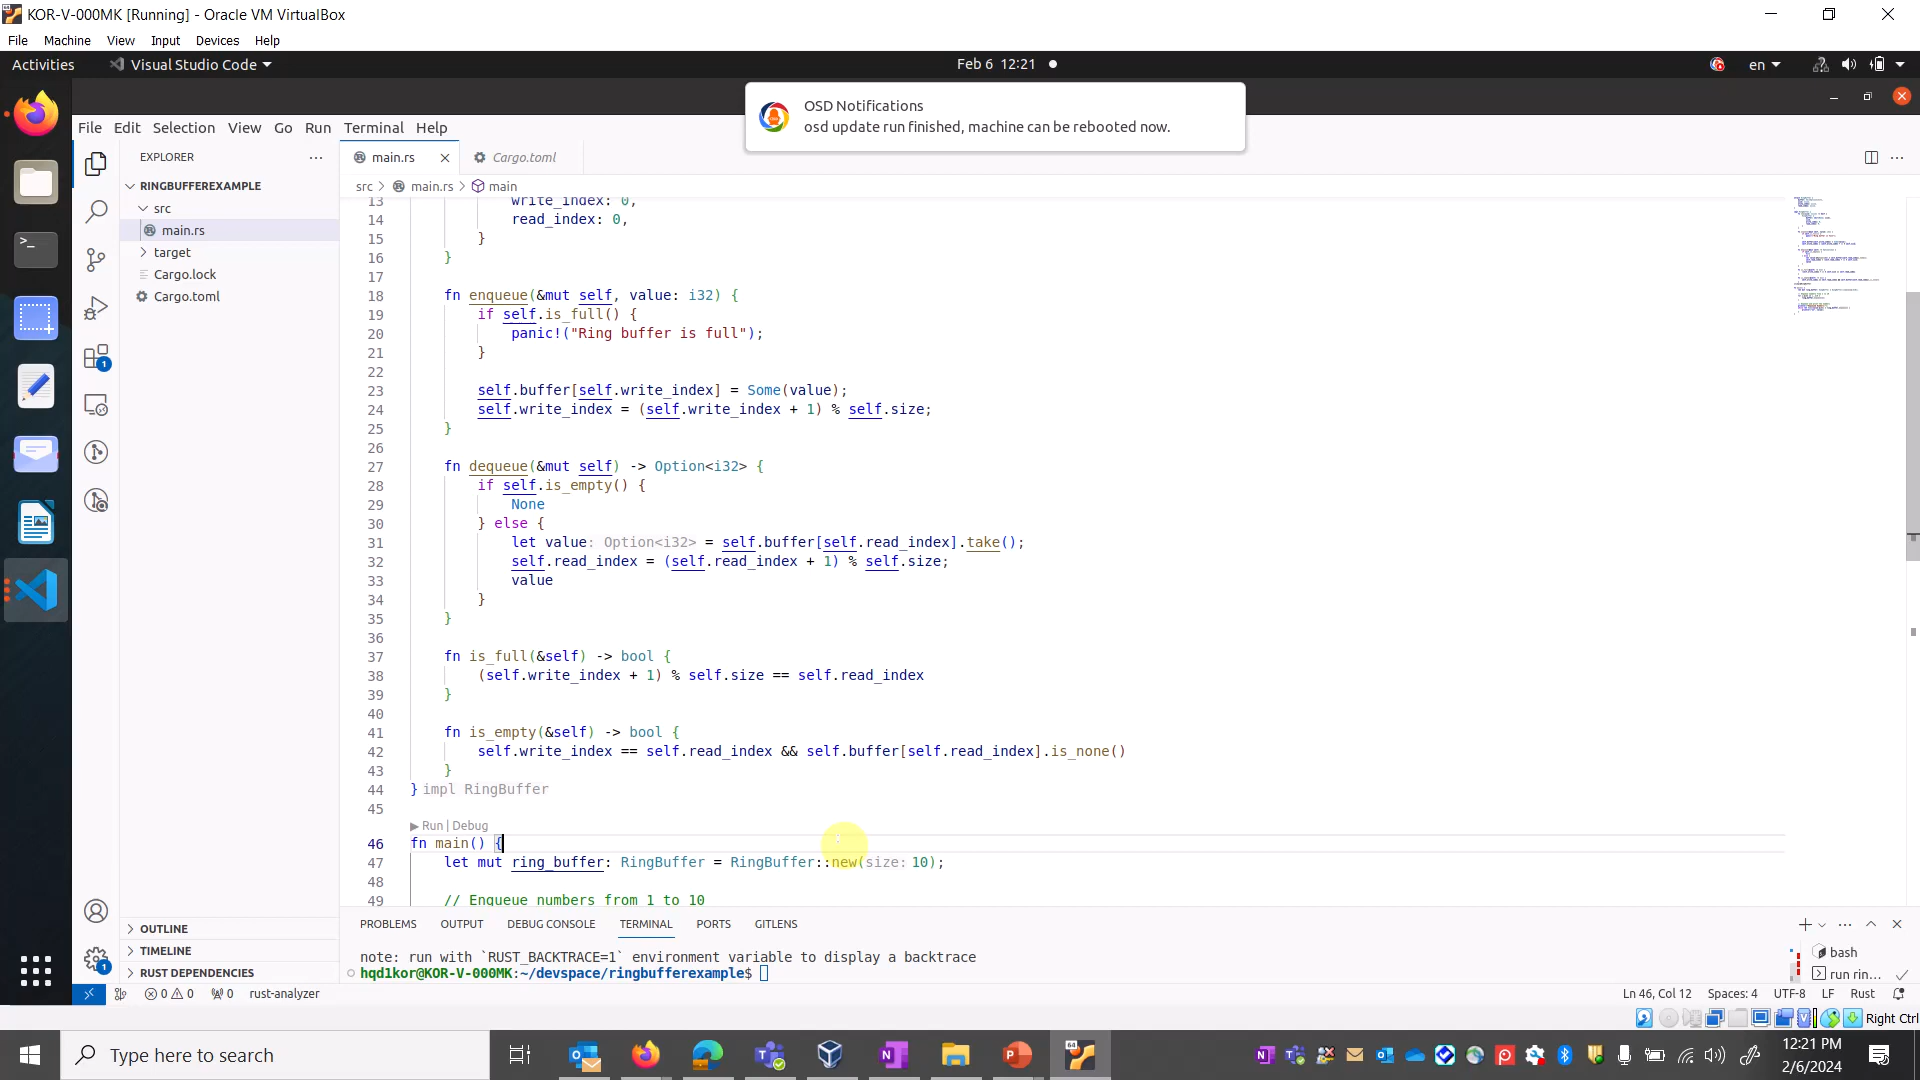 KOR-V-000MK [Running] - Oracle VM VirtualBox
File Machine View Input Devices Help
Activities Visual Studio Code Feb 6 12:21 en
OSD Notifications
osd update run finished, machine can be rebooted now.
File Edit Selection View Go Run Terminal Help
EXPLORER
RINGBUFFEREXAMPLE
src
main.rs
target
Cargo.lock
Cargo.toml
OUTLINE
TIMELINE
RUST DEPENDENCIES
main.rs Cargo.toml
src > main.rs > main
13 write_index: 0,
14 read_index: 0,
15 }
16 }
17
18 fn enqueue(&mut self, value: i32) {
19 if self.is_full() {
20 panic!("Ring buffer is full");
21 }
22
23 self.buffer[self.write_index] = Some(value);
24 self.write_index = (self.write_index + 1) % self.size;
25 }
26
27 fn dequeue(&mut self) -> Option<i32> {
28 if self.is_empty() {
29 None
30 } else {
31 let value: Option<i32> = self.buffer[self.read_index].take();
32 self.read_index = (self.read_index + 1) % self.size;
33 value
34 }
35 }
36
37 fn is_full(&self) -> bool {
38 (self.write_index + 1) % self.size == self.read_index
39 }
40
41 fn is_empty(&self) -> bool {
42 self.write_index == self.read_index && self.buffer[self.read_index].is_none()
43 }
44 } impl RingBuffer
45
▶ Run | Debug
46 fn main() {
47 let mut ring_buffer: RingBuffer = RingBuffer::new(size: 10);
48
49 // Enqueue numbers from 1 to 10
PROBLEMS OUTPUT DEBUG CONSOLE TERMINAL PORTS GITLENS
note: run with `RUST_BACKTRACE=1` environment variable to display a backtrace
hqd1kor@KOR-V-000MK:~/devspace/ringbufferexample$
bash
run rin...
0 0 0 rust-analyzer Ln 46, Col 12 Spaces: 4 UTF-8 LF Rust
Right Ctrl
Type here to search
12:21 PM
2/6/2024